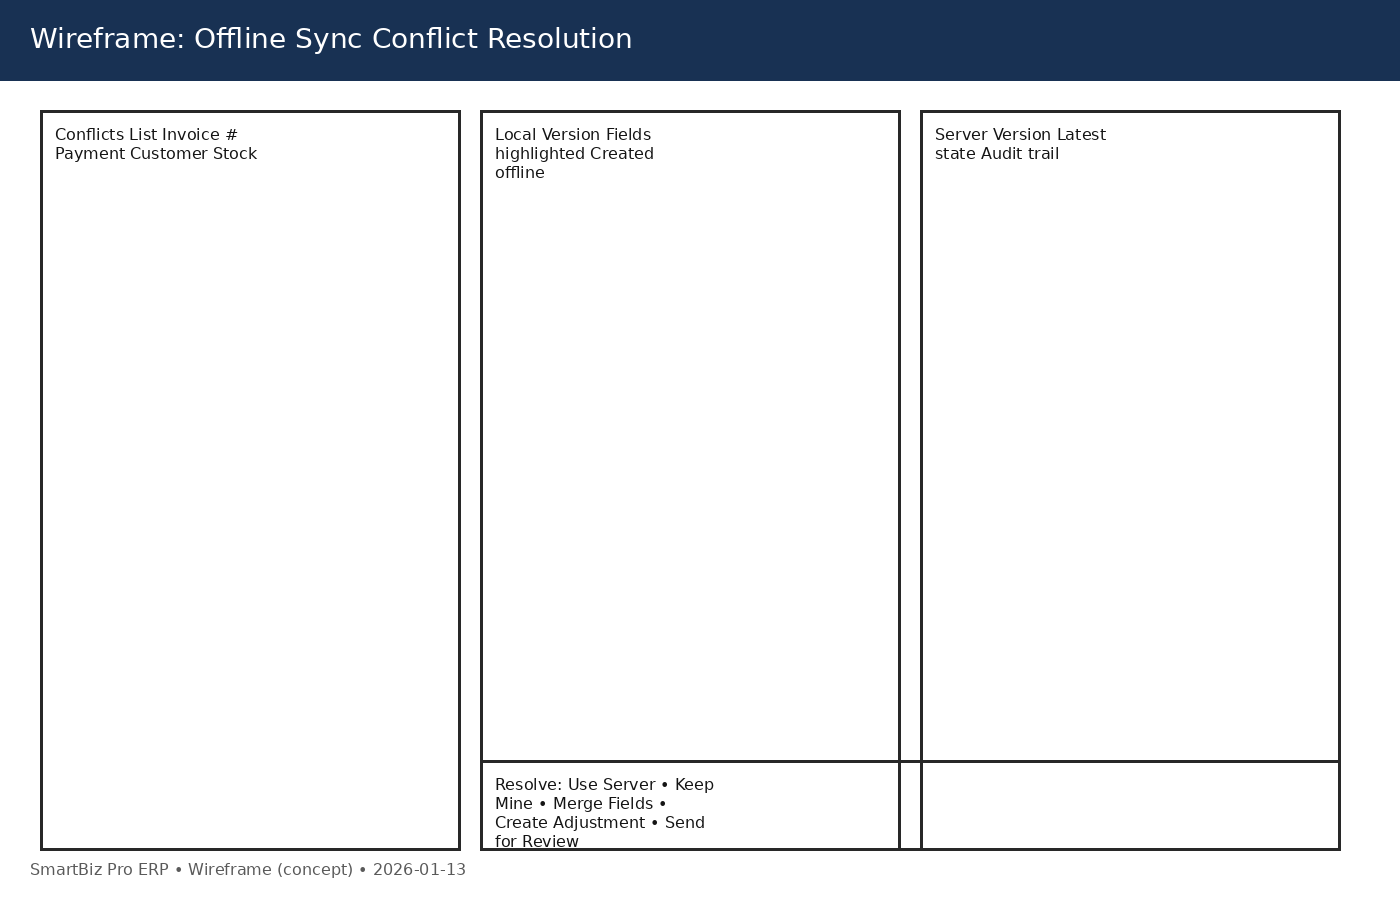 Wireframe: Offline Sync Conflict Resolution
Conflicts List Invoice #
Payment Customer Stock
Local Version Fields
highlighted Created
offline
Server Version Latest
state Audit trail
Resolve: Use Server • Keep
Mine • Merge Fields •
Create Adjustment • Send
for Review
SmartBiz Pro ERP • Wireframe (concept) • 2026-01-13